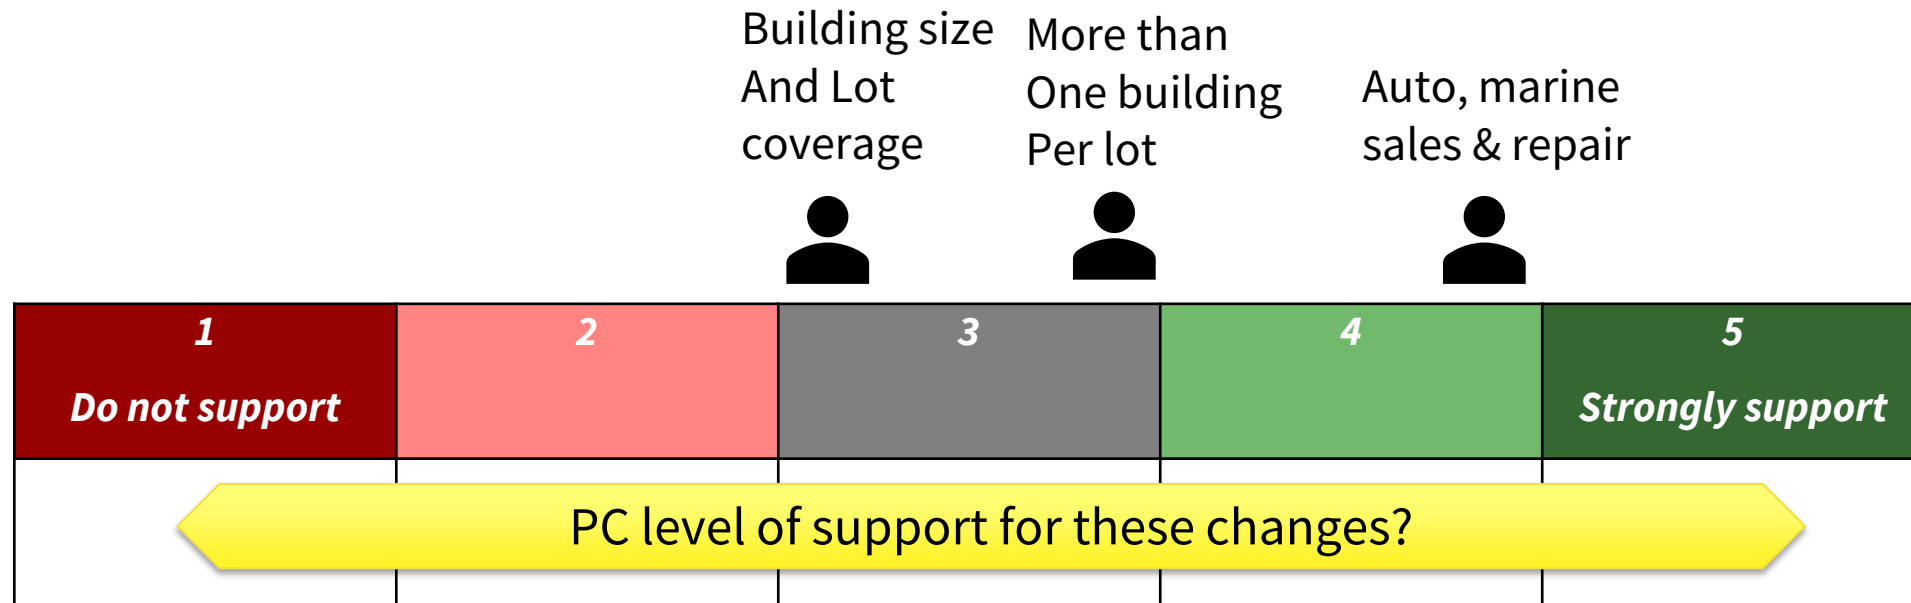 Building size
And Lot
coverage
More than
One building
Per lot
Auto, marine
sales & repair
1
Do not support
2
3
4
5
Strongly support
PC level of support for these changes?